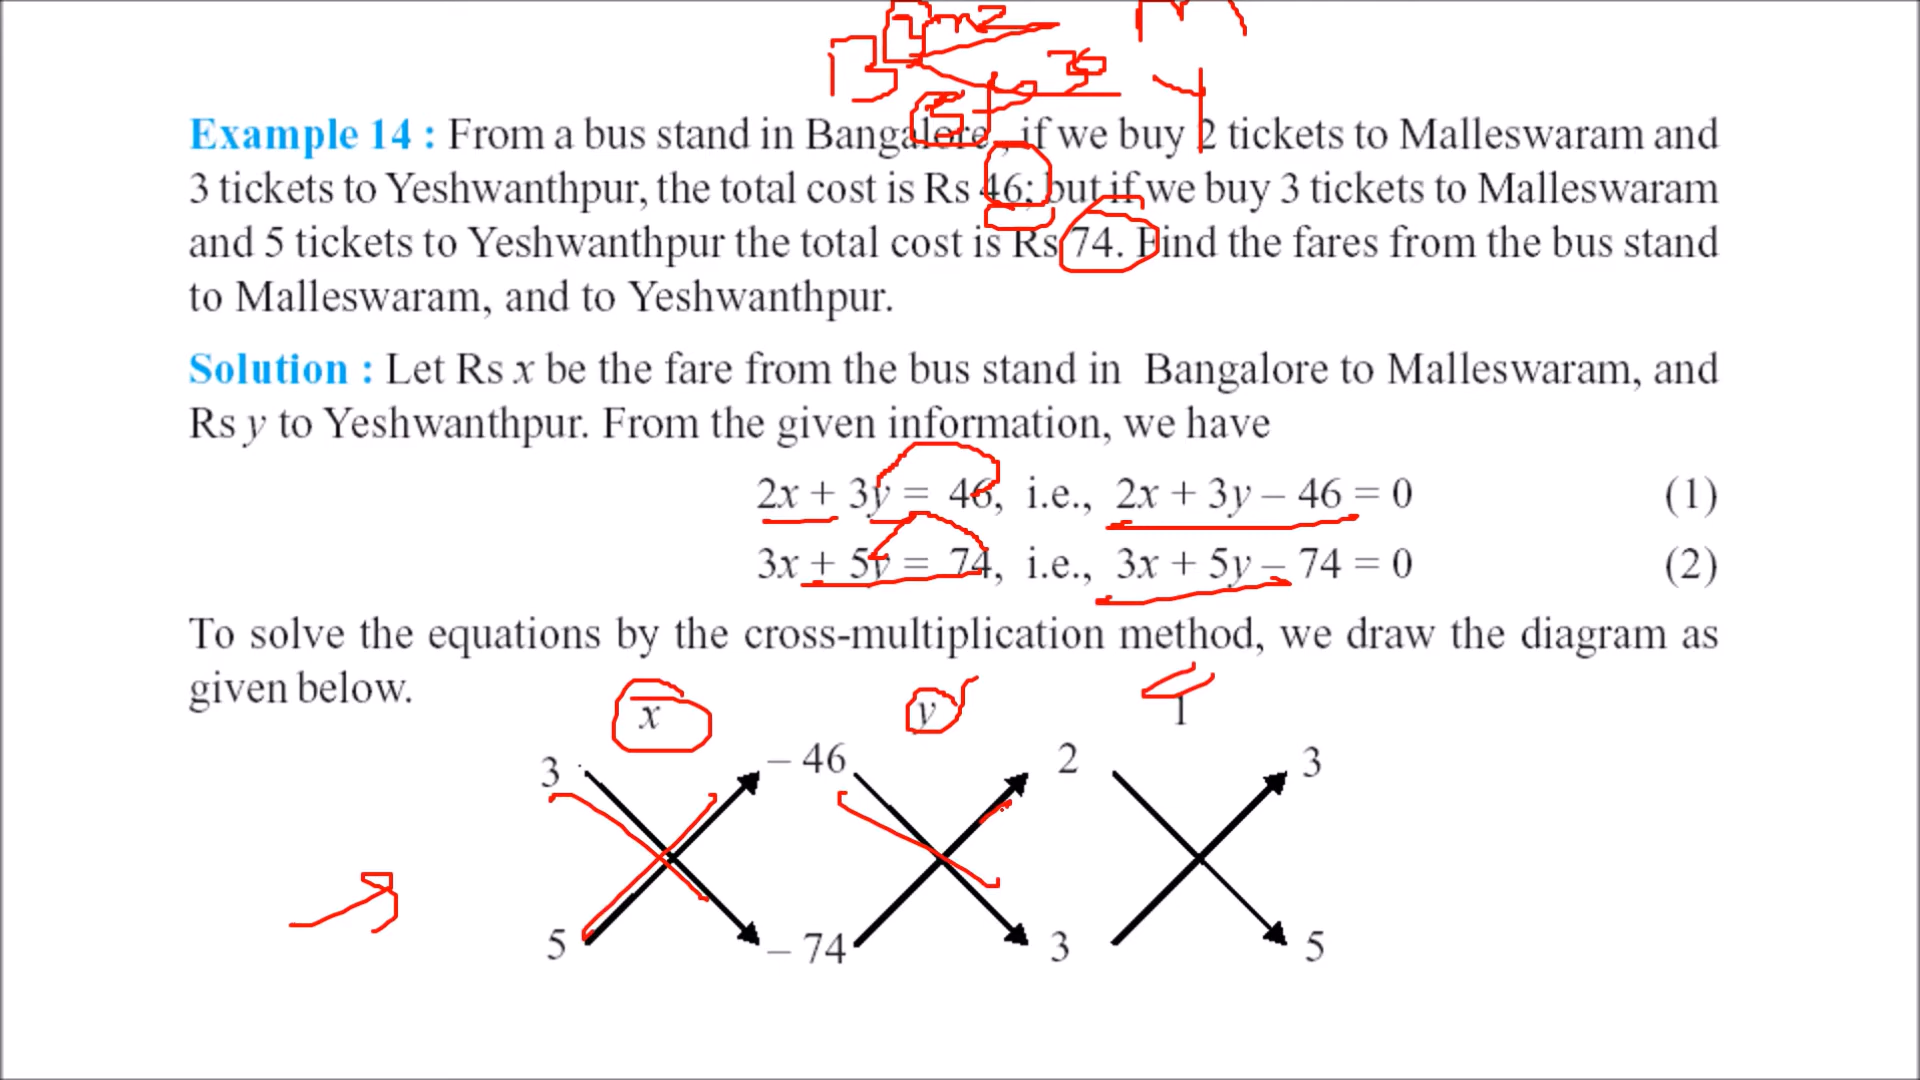 Example 14 : From a bus stand in Bangalore , if we buy 2 tickets to Malleswaram and
3 tickets to Yeshwanthpur, the total cost is Rs 46; but if we buy 3 tickets to Malleswaram
and 5 tickets to Yeshwanthpur the total cost is Rs 74. Find the fares from the bus stand
to Malleswaram, and to Yeshwanthpur.
Solution : Let Rs x be the fare from the bus stand in Bangalore to Malleswaram, and
Rs y to Yeshwanthpur. From the given information, we have
2x + 3y = 46, i.e., 2x + 3y – 46 = 0 (1)
3x + 5y = 74, i.e., 3x + 5y – 74 = 0 (2)
To solve the equations by the cross-multiplication method, we draw the diagram as
given below.
x y 1
3 – 46 2 3
5 – 74 3 5